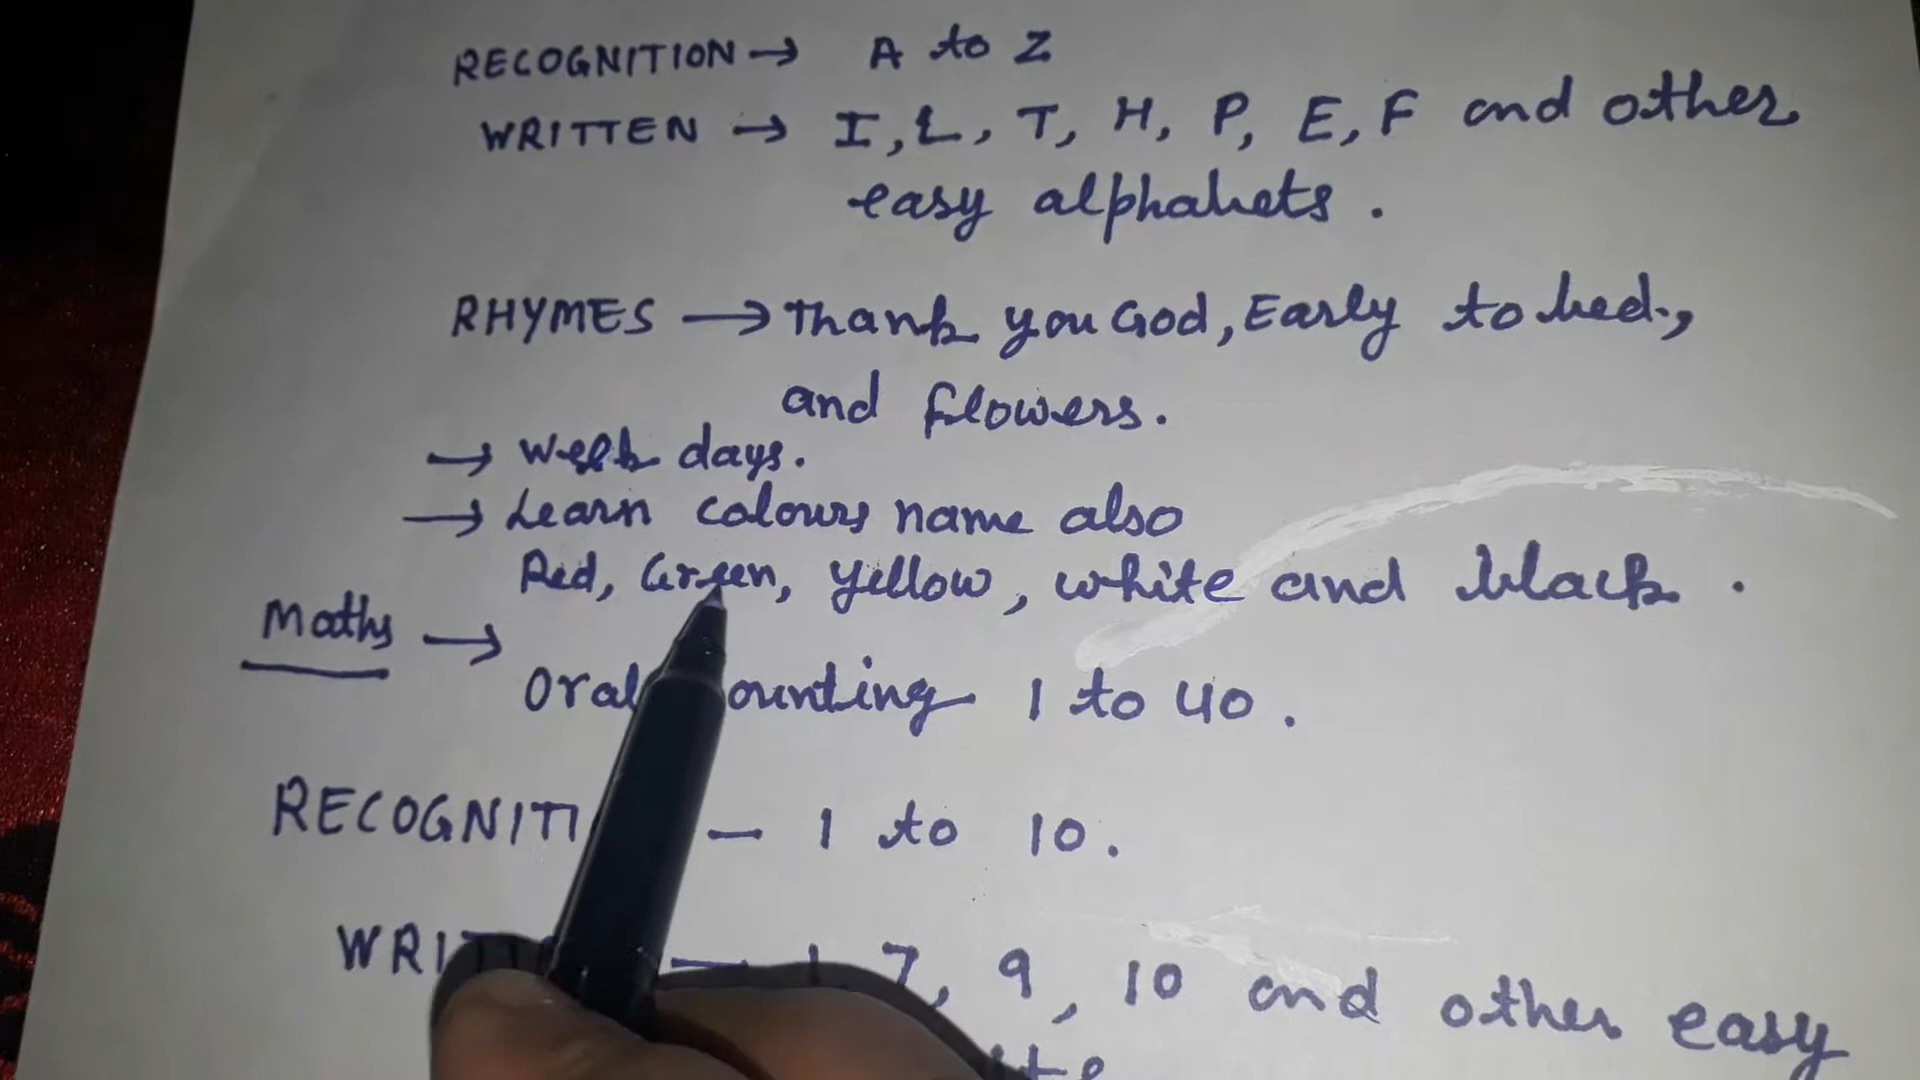 RECOGNITION → A to Z
WRITTEN → I, L, T, H, P, E, F and other
easy alphabets.
RHYMES → Thank you God, Early to bed.,
and flowers.
→ Week days.
→ Learn colours name also
Red, Green, Yellow, white and black.
Maths →
Oral ounting 1 to 40.
RECOGNITI — 1 to 10.
WRIT — 1 7, 9, 10 and other easy